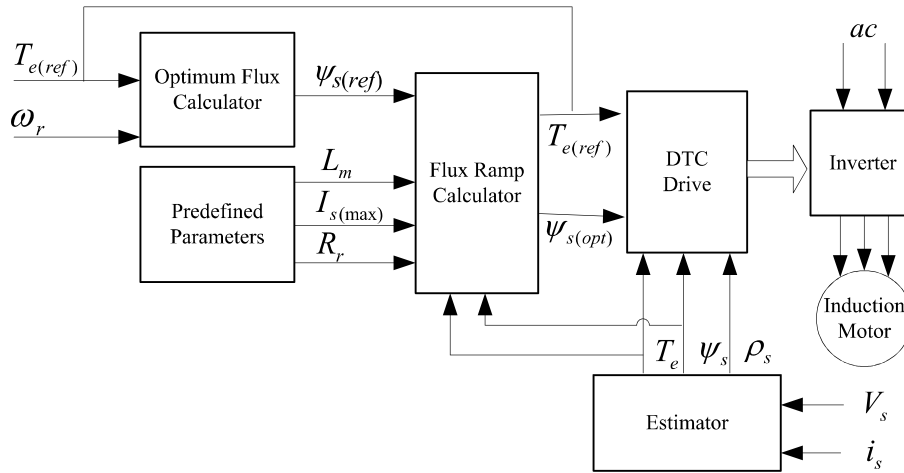 ac
T_e(ref)
Optimum Flux
Calculator
ψ_s(ref)
ω_r
T_e(ref)
DTC
Drive
Inverter
Flux Ramp
Calculator
L_m
Predefined
Parameters
I_s(max)
R_r
ψ_s(opt)
Induction
Motor
T_e
ψ_s
ρ_s
Estimator
V_s
i_s